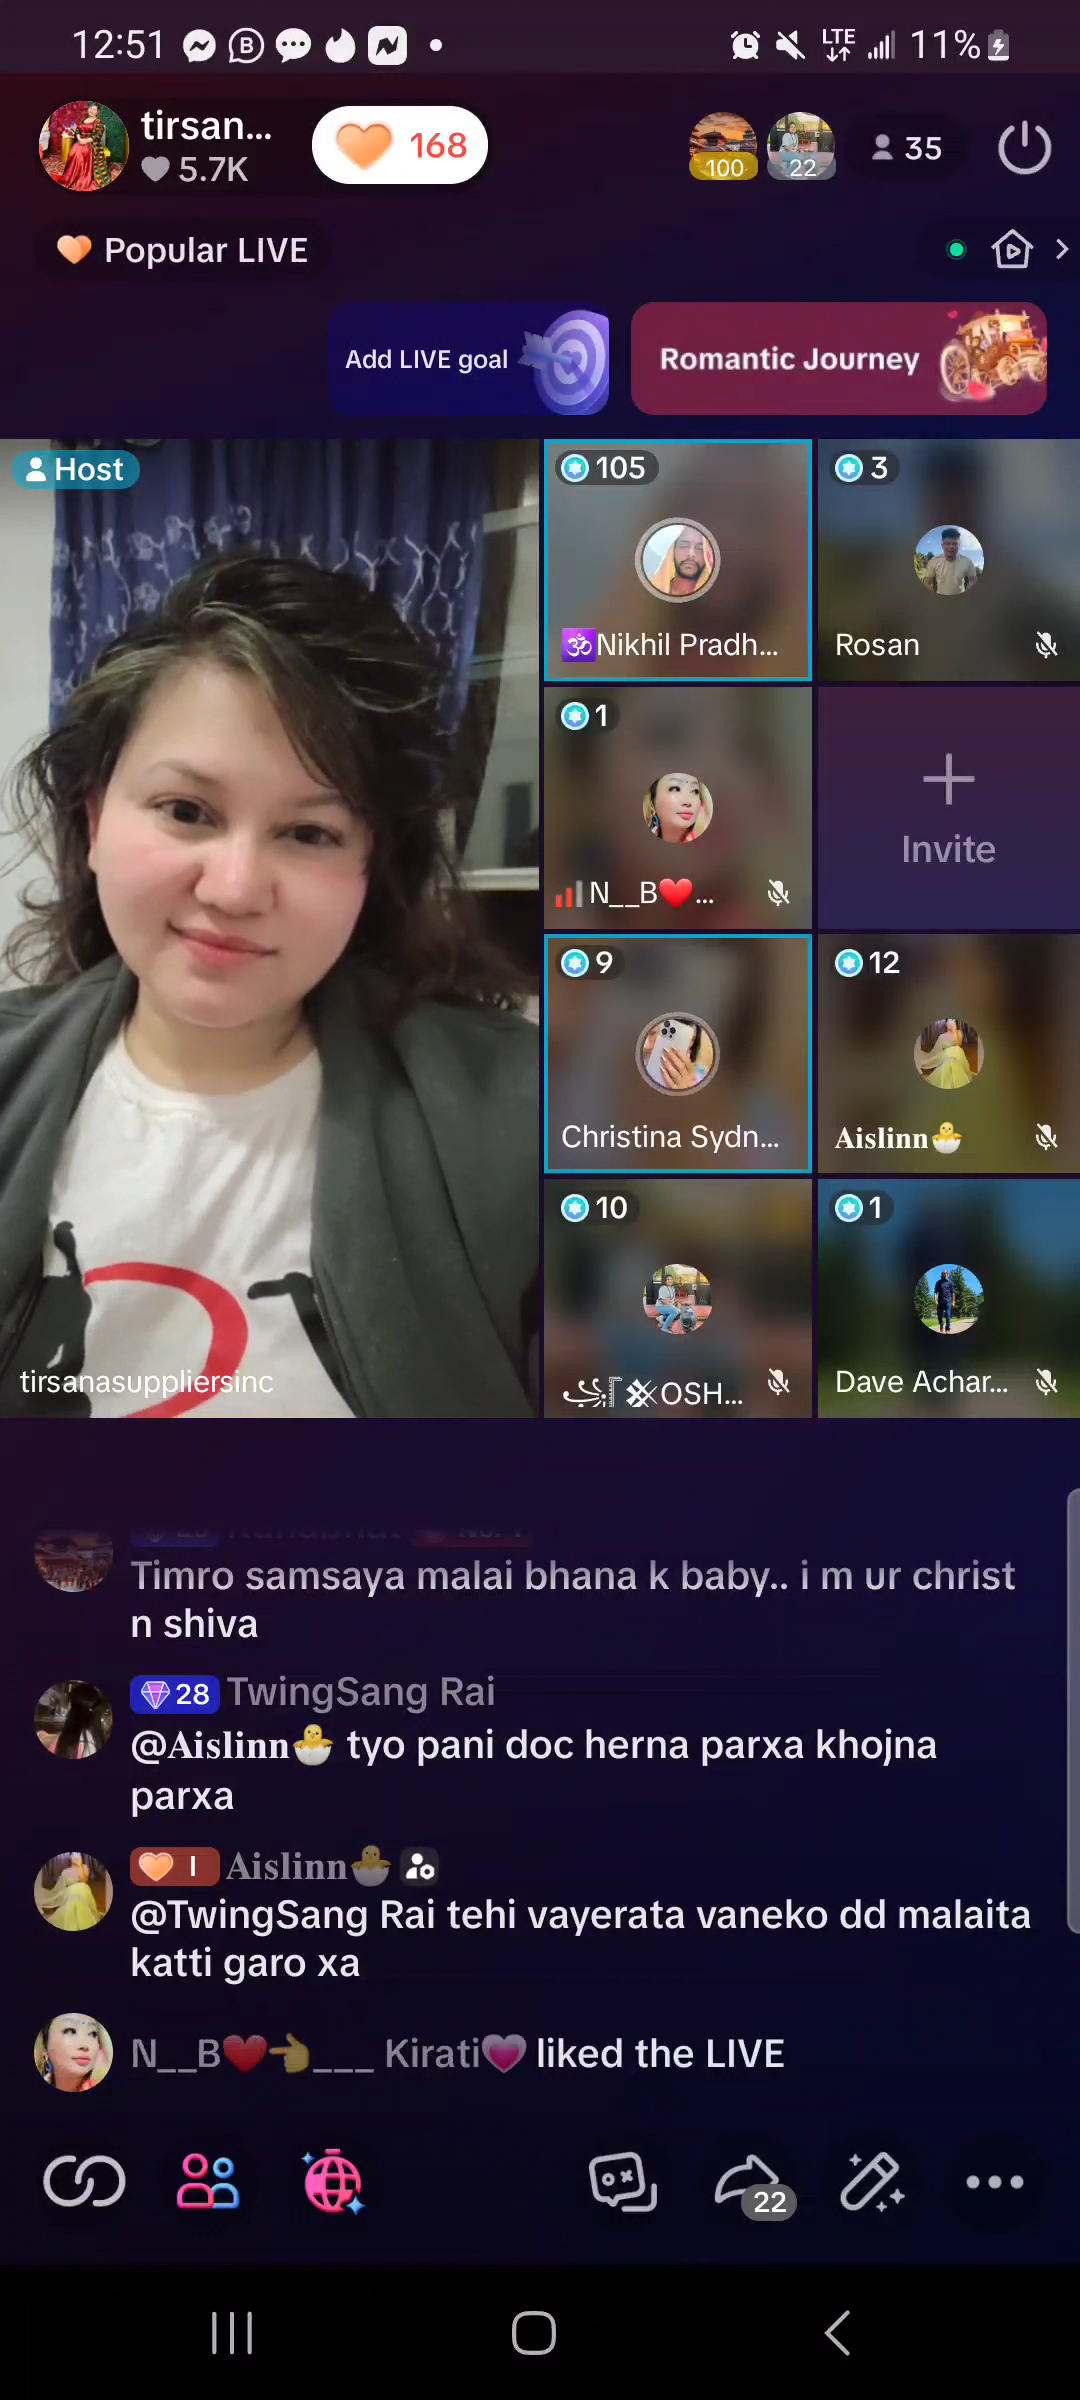 12:51
LTE 11%
tirsan... 168 100 22 35
5.7K
Popular LIVE
Add LIVE goal Romantic Journey
Host
105
🕉Nikhil Pradh...
3
Rosan
1
N__B❤️...
Invite
9
Christina Sydn...
12
𝐀𝐢𝐬𝐥𝐢𝐧𝐧🐣
10
OSH...
1
Dave Achar...
tirsanasuppliersinc
Timro samsaya malai bhana k baby.. i m ur christ
n shiva
28 TwingSang Rai
@𝐀𝐢𝐬𝐥𝐢𝐧𝐧🐣 tyo pani doc herna parxa khojna
parxa
I 𝐀𝐢𝐬𝐥𝐢𝐧𝐧🐣
@TwingSang Rai tehi vayerata vaneko dd malaita
katti garo xa
N__B❤️👈___ Kirati💗 liked the LIVE
22